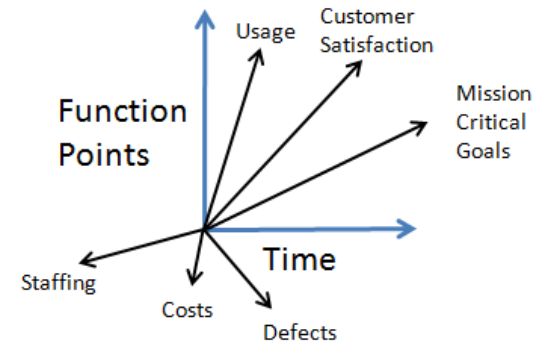 Usage
Customer
Satisfaction
Mission
Critical
Goals
Function
Points
Time
Staffing
Costs
Defects